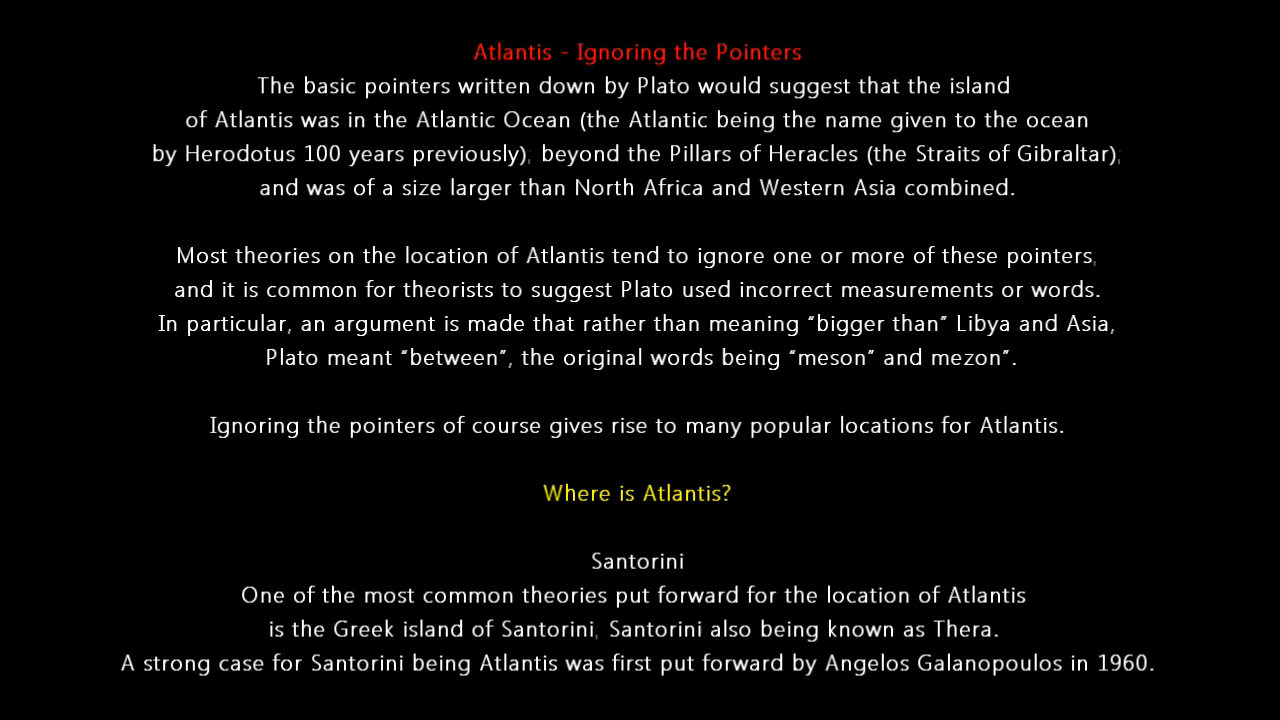 Atlantis - Ignoring the Pointers
The basic pointers written down by Plato would suggest that the island
of Atlantis was in the Atlantic Ocean (the Atlantic being the name given to the ocean
by Herodotus 100 years previously); beyond the Pillars of Heracles (the Straits of Gibraltar);
and was of a size larger than North Africa and Western Asia combined.
Most theories on the location of Atlantis tend to ignore one or more of these pointers;
and it is common for theorists to suggest Plato used incorrect measurements or words.
In particular, an argument is made that rather than meaning “bigger than” Libya and Asia,
Plato meant “between”, the original words being “meson” and mezon”.
Ignoring the pointers of course gives rise to many popular locations for Atlantis.
Where is Atlantis?
Santorini
One of the most common theories put forward for the location of Atlantis
is the Greek island of Santorini; Santorini also being known as Thera.
A strong case for Santorini being Atlantis was first put forward by Angelos Galanopoulos in 1960.